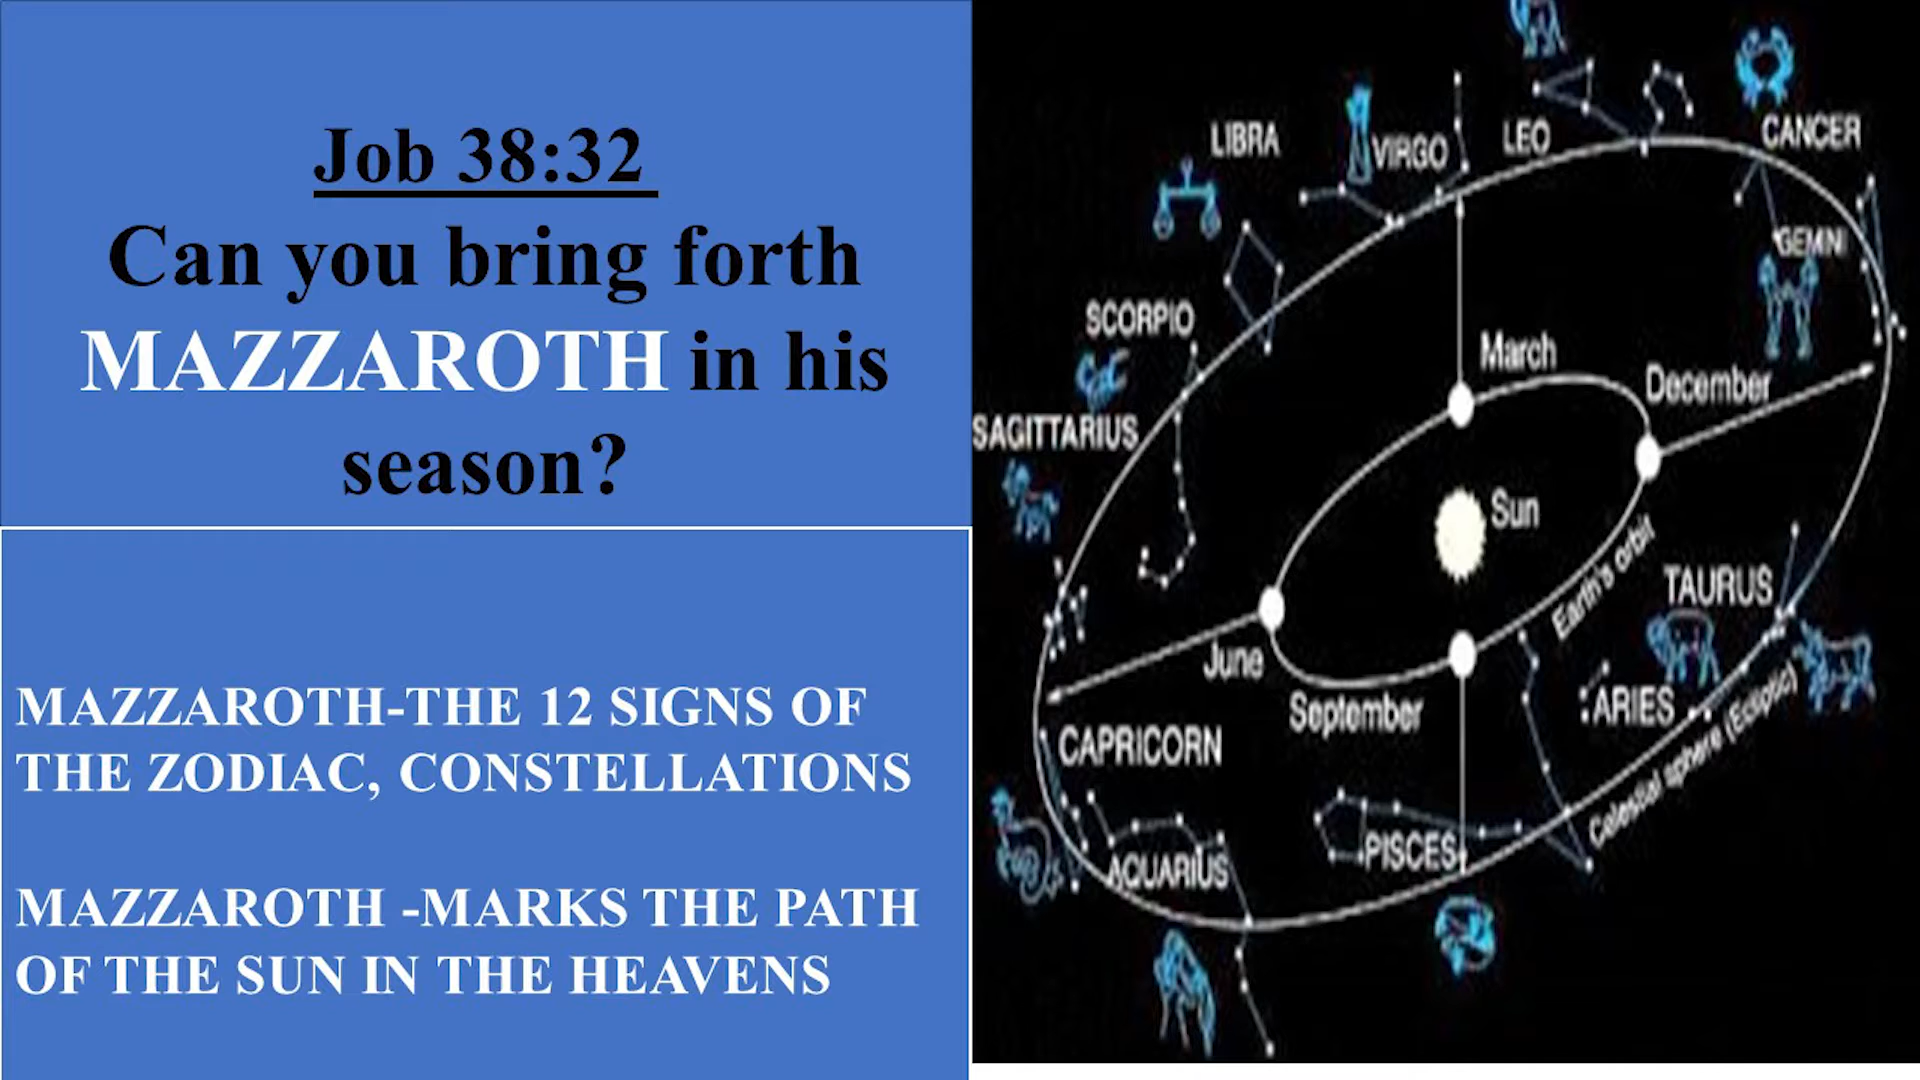 Job 38:32
Can you bring forth
MAZZAROTH in his
season?
MAZZAROTH-THE 12 SIGNS OF
THE ZODIAC, CONSTELLATIONS
MAZZAROTH -MARKS THE PATH
OF THE SUN IN THE HEAVENS
LIBRA
VIRGO
LEO
CANCER
GEMNI
SCORPIO
March
December
SAGITTARIUS
Sun
Earth's orbit
TAURUS
June
September
ARIES
CAPRICORN
Celestial sphere (Ecliptic)
PISCES
AQUARIUS